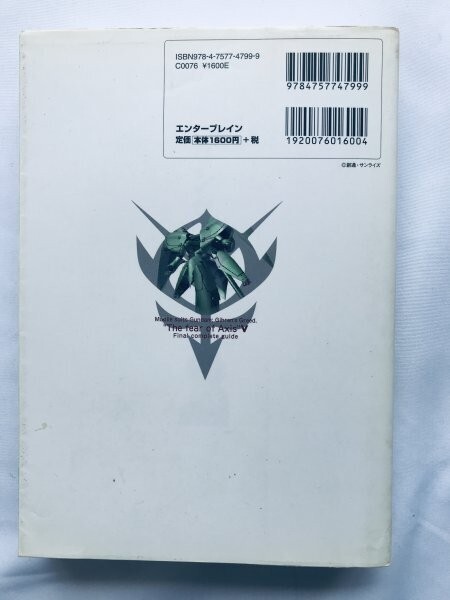 ISBN978-4-7577-4799-9
C0076 ¥1600E
9784757747999
エンターブレイン
定価 本体1600円 +税
1920076016004
©創通・サンライズ
Mobile Suits Gundam: Gihren's Greed.
"The fear of Axis" V
Final complete guide